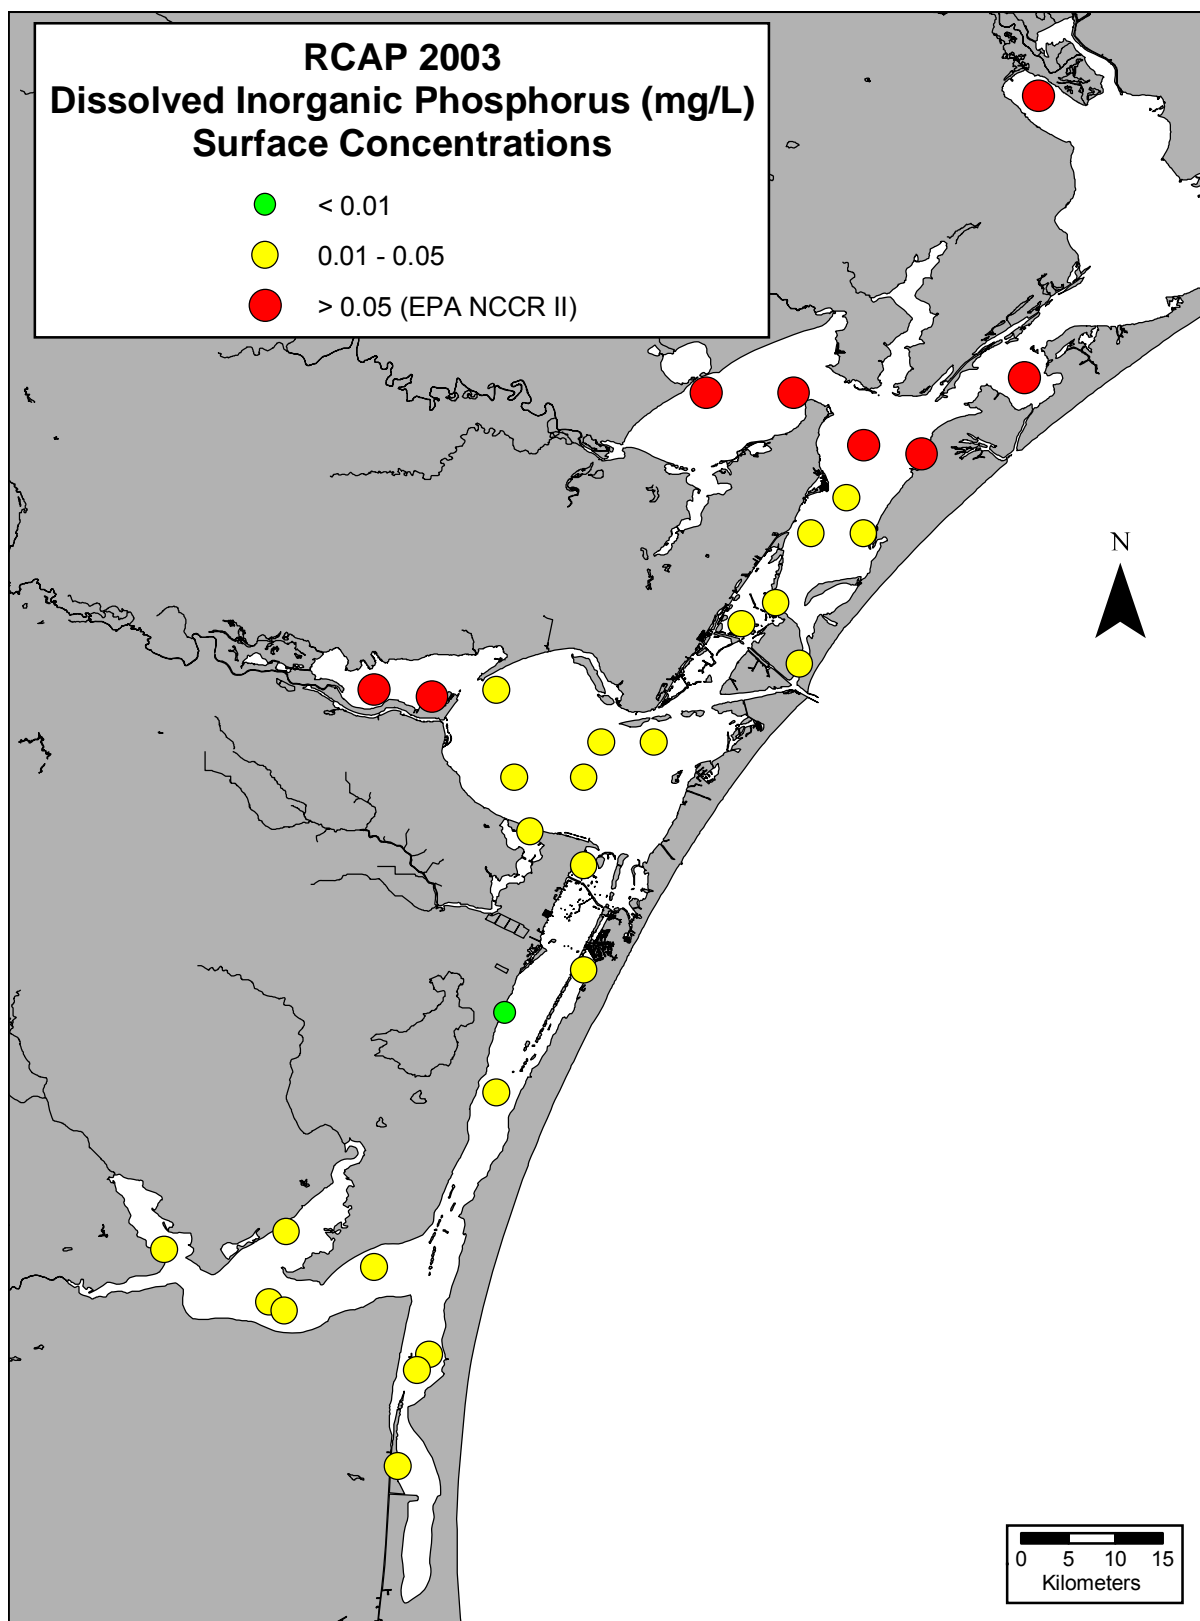 RCAP 2003
Dissolved Inorganic Phosphorus (mg/L)
Surface Concentrations
< 0.01
0.01 - 0.05
> 0.05 (EPA NCCR II)
N
0 5 10 15
Kilometers